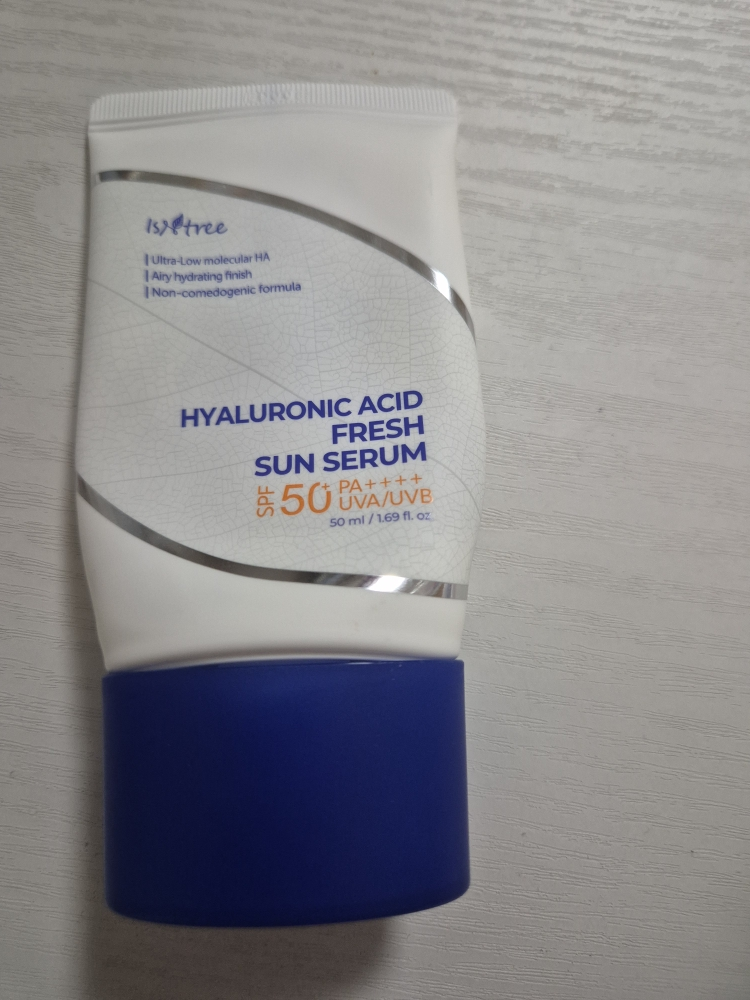 IsNtree
Ultra-Low molecular HA
Airy hydrating finish
Non-comedogenic formula
HYALURONIC ACID
FRESH
SUN SERUM
SPF 50+ PA++++
UVA/UVB
50 ml / 1.69 fl. oz.